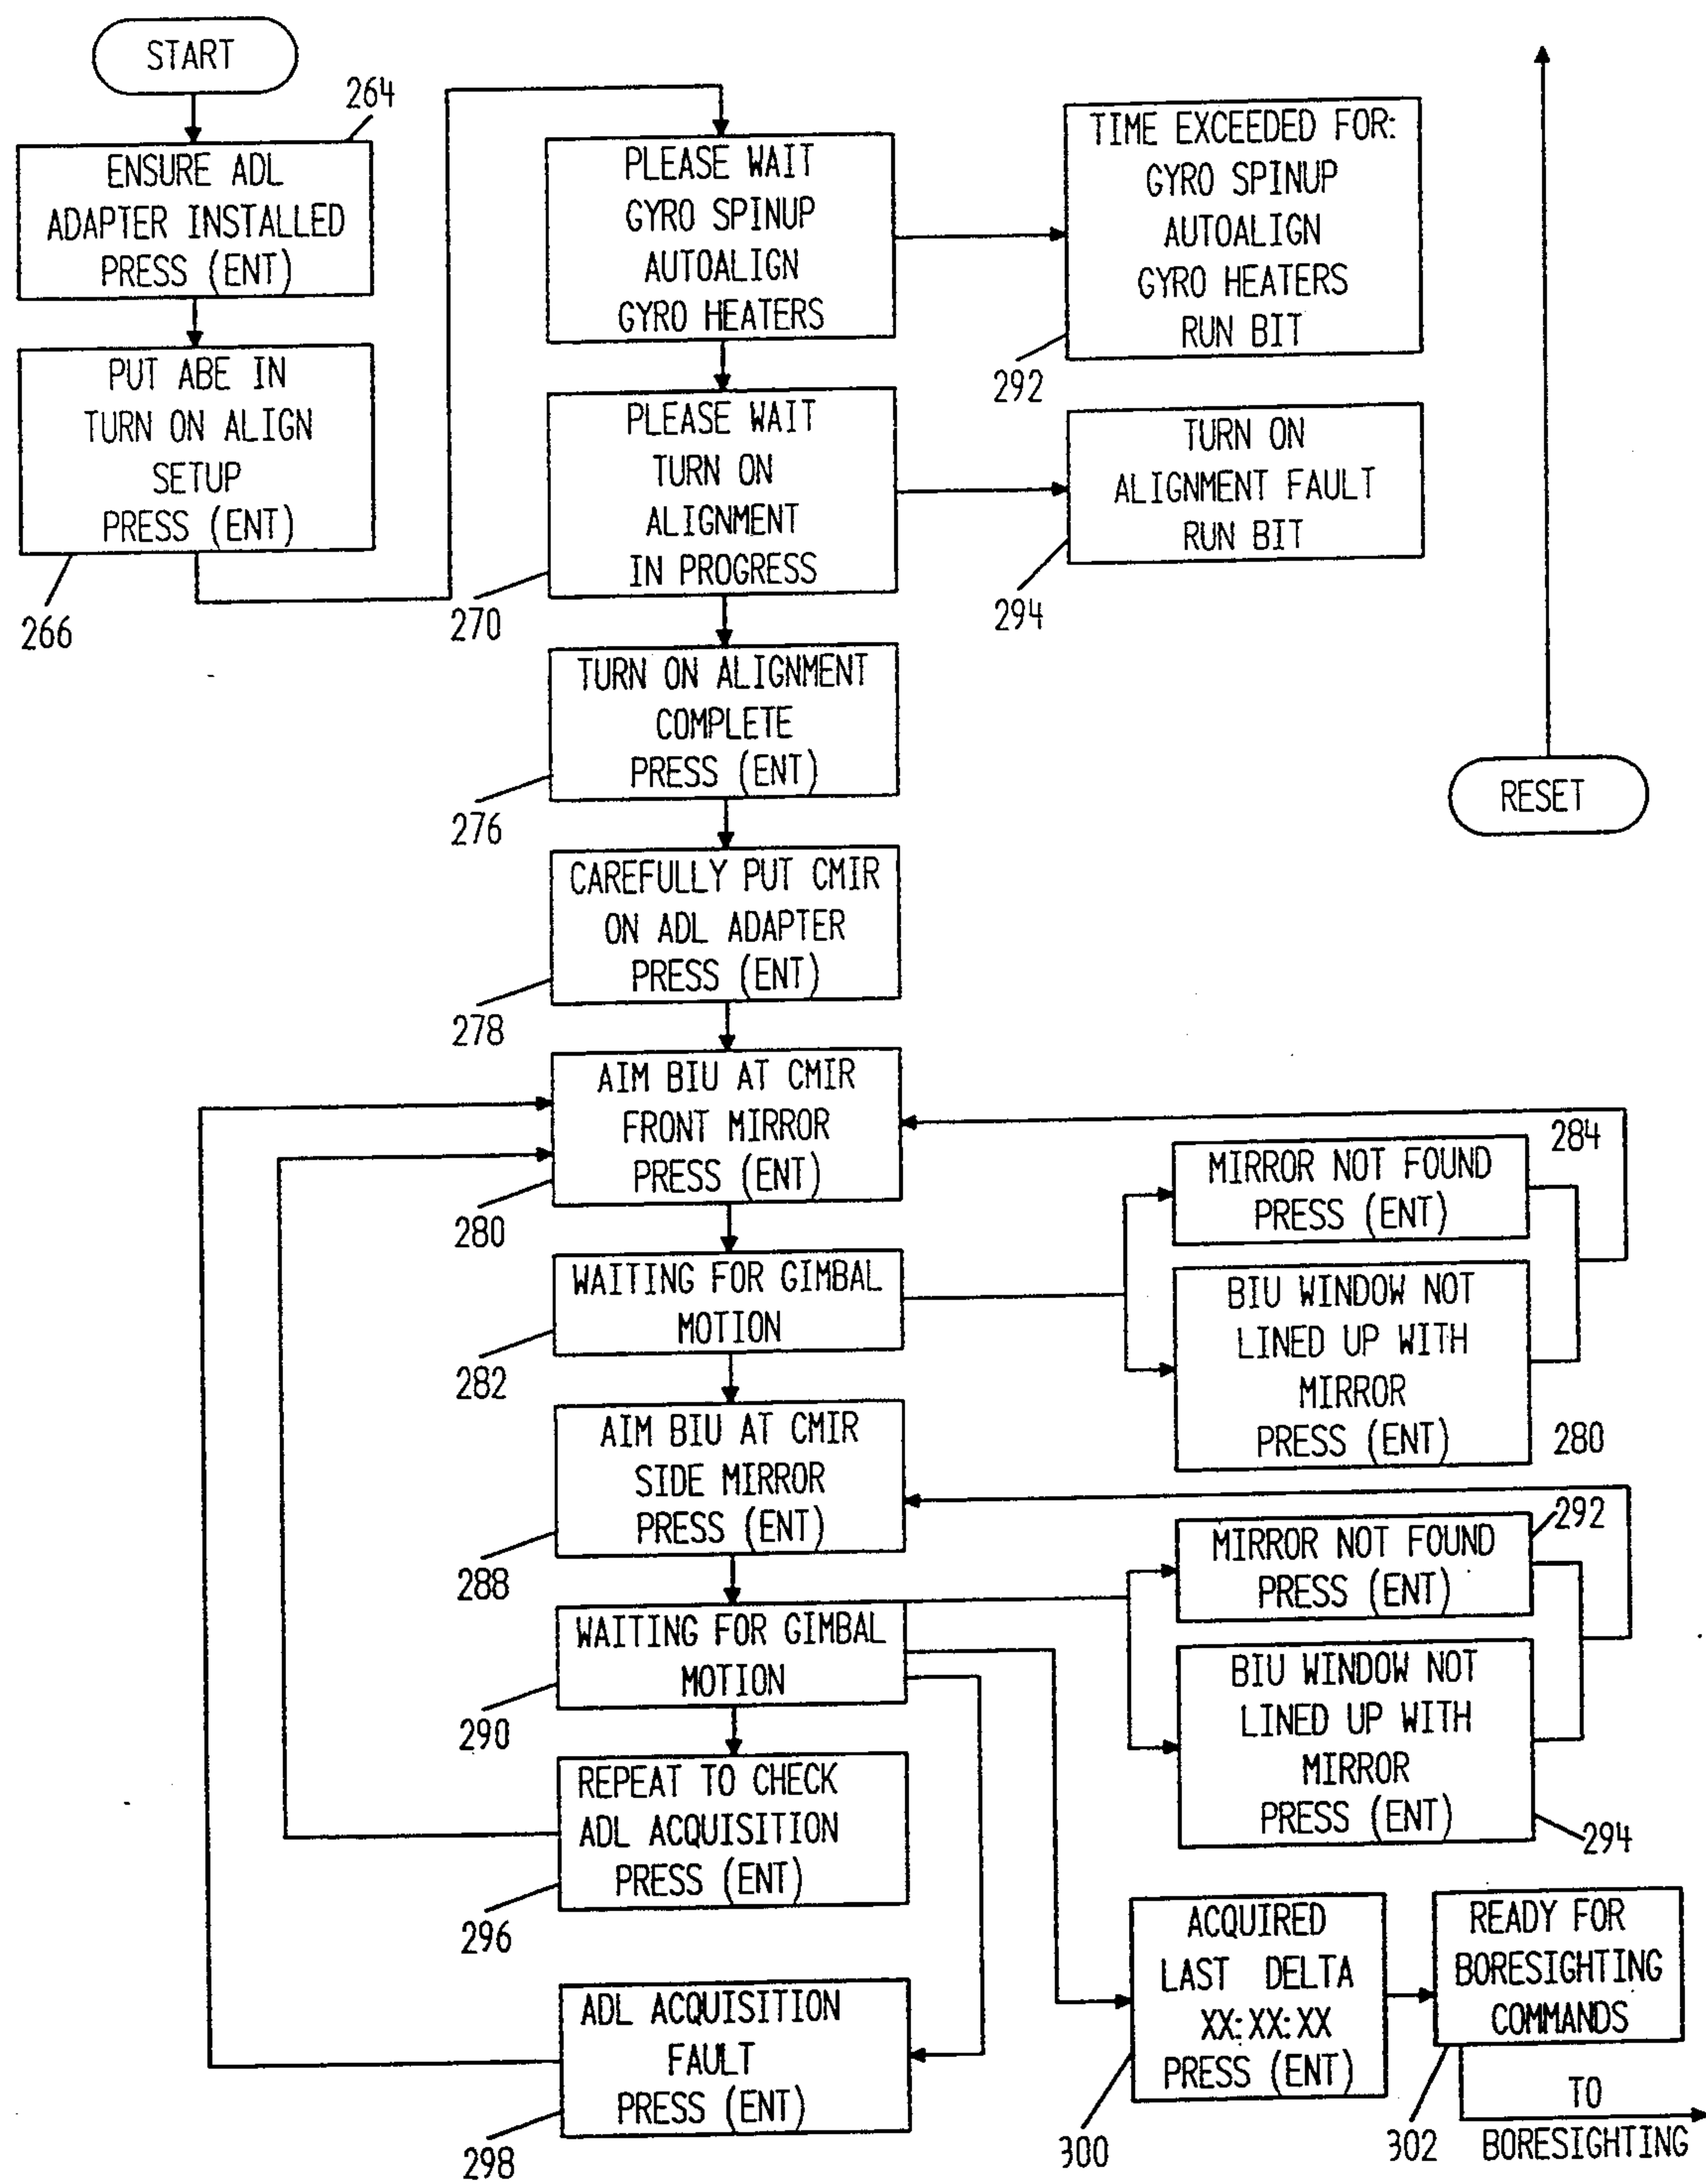 START
264
ENSURE ADL
ADAPTER INSTALLED
PRESS (ENT)
PUT ABE IN
TURN ON ALIGN
SETUP
PRESS (ENT)
266
PLEASE WAIT
GYRO SPINUP
AUTOALIGN
GYRO HEATERS
TIME EXCEEDED FOR:
GYRO SPINUP
AUTOALIGN
GYRO HEATERS
RUN BIT
292
PLEASE WAIT
TURN ON
ALIGNMENT
IN PROGRESS
270
TURN ON
ALIGNMENT FAULT
RUN BIT
294
TURN ON ALIGNMENT
COMPLETE
PRESS (ENT)
276
RESET
CAREFULLY PUT CMIR
ON ADL ADAPTER
PRESS (ENT)
278
AIM BIU AT CMIR
FRONT MIRROR
PRESS (ENT)
280
284
MIRROR NOT FOUND
PRESS (ENT)
WAITING FOR GIMBAL
MOTION
282
BIU WINDOW NOT
LINED UP WITH
MIRROR
PRESS (ENT)
280
AIM BIU AT CMIR
SIDE MIRROR
PRESS (ENT)
288
292
MIRROR NOT FOUND
PRESS (ENT)
WAITING FOR GIMBAL
MOTION
290
BIU WINDOW NOT
LINED UP WITH
MIRROR
PRESS (ENT)
294
REPEAT TO CHECK
ADL ACQUISITION
PRESS (ENT)
296
ADL ACQUISITION
FAULT
PRESS (ENT)
298
ACQUIRED
LAST DELTA
XX:XX:XX
PRESS (ENT)
300
READY FOR
BORESIGHTING
COMMANDS
302
TO
BORESIGHTING